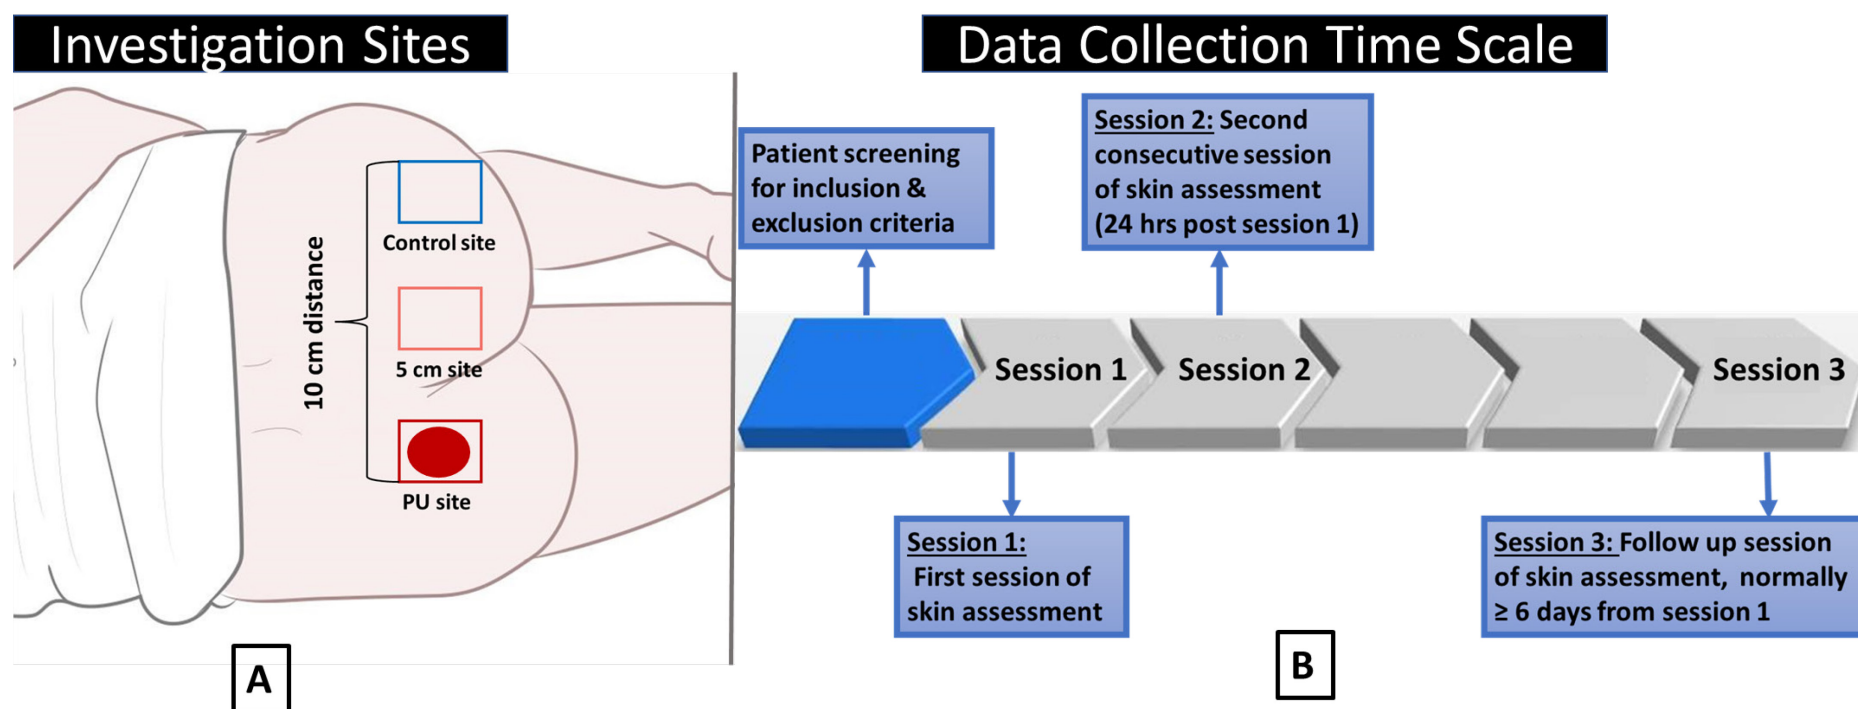 Investigation Sites
10 cm distance
Control site
5 cm site
PU site
A
Data Collection Time Scale
Patient screening
for inclusion &
exclusion criteria
Session 2: Second
consecutive session
of skin assessment
(24 hrs post session 1)
Session 1
Session 2
Session 3
Session 1:
First session of
skin assessment
Session 3: Follow up session
of skin assessment, normally
≥ 6 days from session 1
B